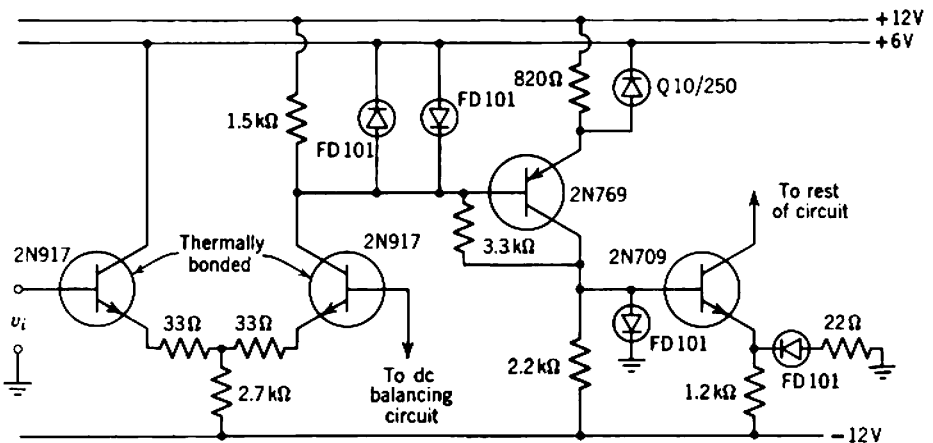 +12V
+6V
820Ω
Q10/250
FD101
1.5kΩ
FD101
2N769
To rest
of circuit
3.3kΩ
2N917
Thermally
bonded
2N917
2N709
33Ω
33Ω
22Ω
vi
FD101
2.2kΩ
FD101
2.7kΩ
To dc
balancing
circuit
1.2kΩ
−12V